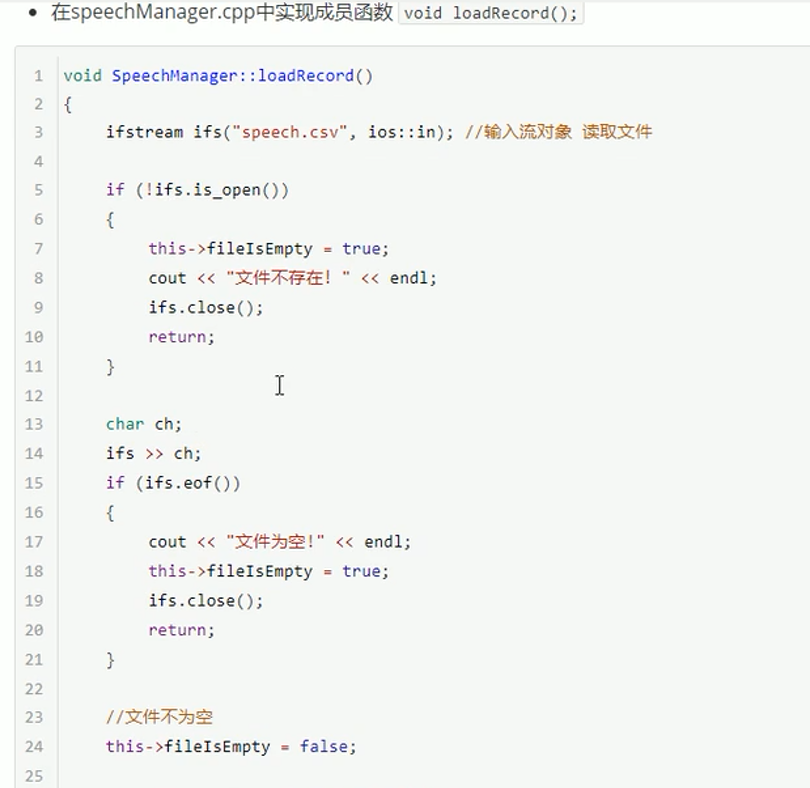 在speechManager.cpp中实现成员函数 void loadRecord();
1 void SpeechManager::loadRecord()
2 {
3 ifstream ifs("speech.csv", ios::in); //输入流对象 读取文件
4
5 if (!ifs.is_open())
6 {
7 this->fileIsEmpty = true;
8 cout << "文件不存在！" << endl;
9 ifs.close();
10 return;
11 }
12
13 char ch;
14 ifs >> ch;
15 if (ifs.eof())
16 {
17 cout << "文件为空!" << endl;
18 this->fileIsEmpty = true;
19 ifs.close();
20 return;
21 }
22
23 //文件不为空
24 this->fileIsEmpty = false;
25